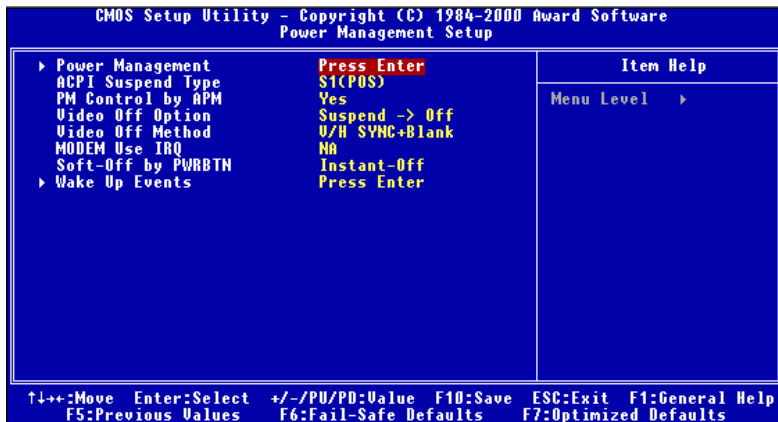 CMOS Setup Utility - Copyright (C) 1984-2000 Award Software
Power Management Setup
Power Management Press Enter
ACPI Suspend Type S1(POS)
PM Control by APM Yes
Video Off Option Suspend -> Off
Video Off Method V/H SYNC+Blank
MODEM Use IRQ NA
Soft-Off by PWRBTN Instant-Off
Wake Up Events Press Enter
Item Help
Menu Level
↑↓→←:Move Enter:Select +/-/PU/PD:Value F10:Save ESC:Exit F1:General Help
F5:Previous Values F6:Fail-Safe Defaults F7:Optimized Defaults